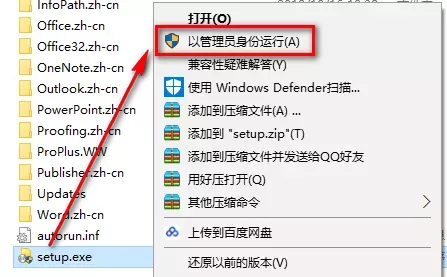 InfoPath.zh-cn
Office.zh-cn
Office32.zh-cn
OneNote.zh-cn
Outlook.zh-cn
PowerPoint.zh-cn
Proofing.zh-cn
ProPlus.WW
Publisher.zh-cn
Updates
Word.zh-cn
autorun.inf
setup.exe
打开(O)
以管理员身份运行(A)
兼容性疑难解答(Y)
使用 Windows Defender扫描...
添加到压缩文件(A) ...
添加到 "setup.zip"(T)
添加到压缩文件并发送给QQ好友
用好压打开(Q)
其他压缩命令
上传到百度网盘
还原以前的版本(V)